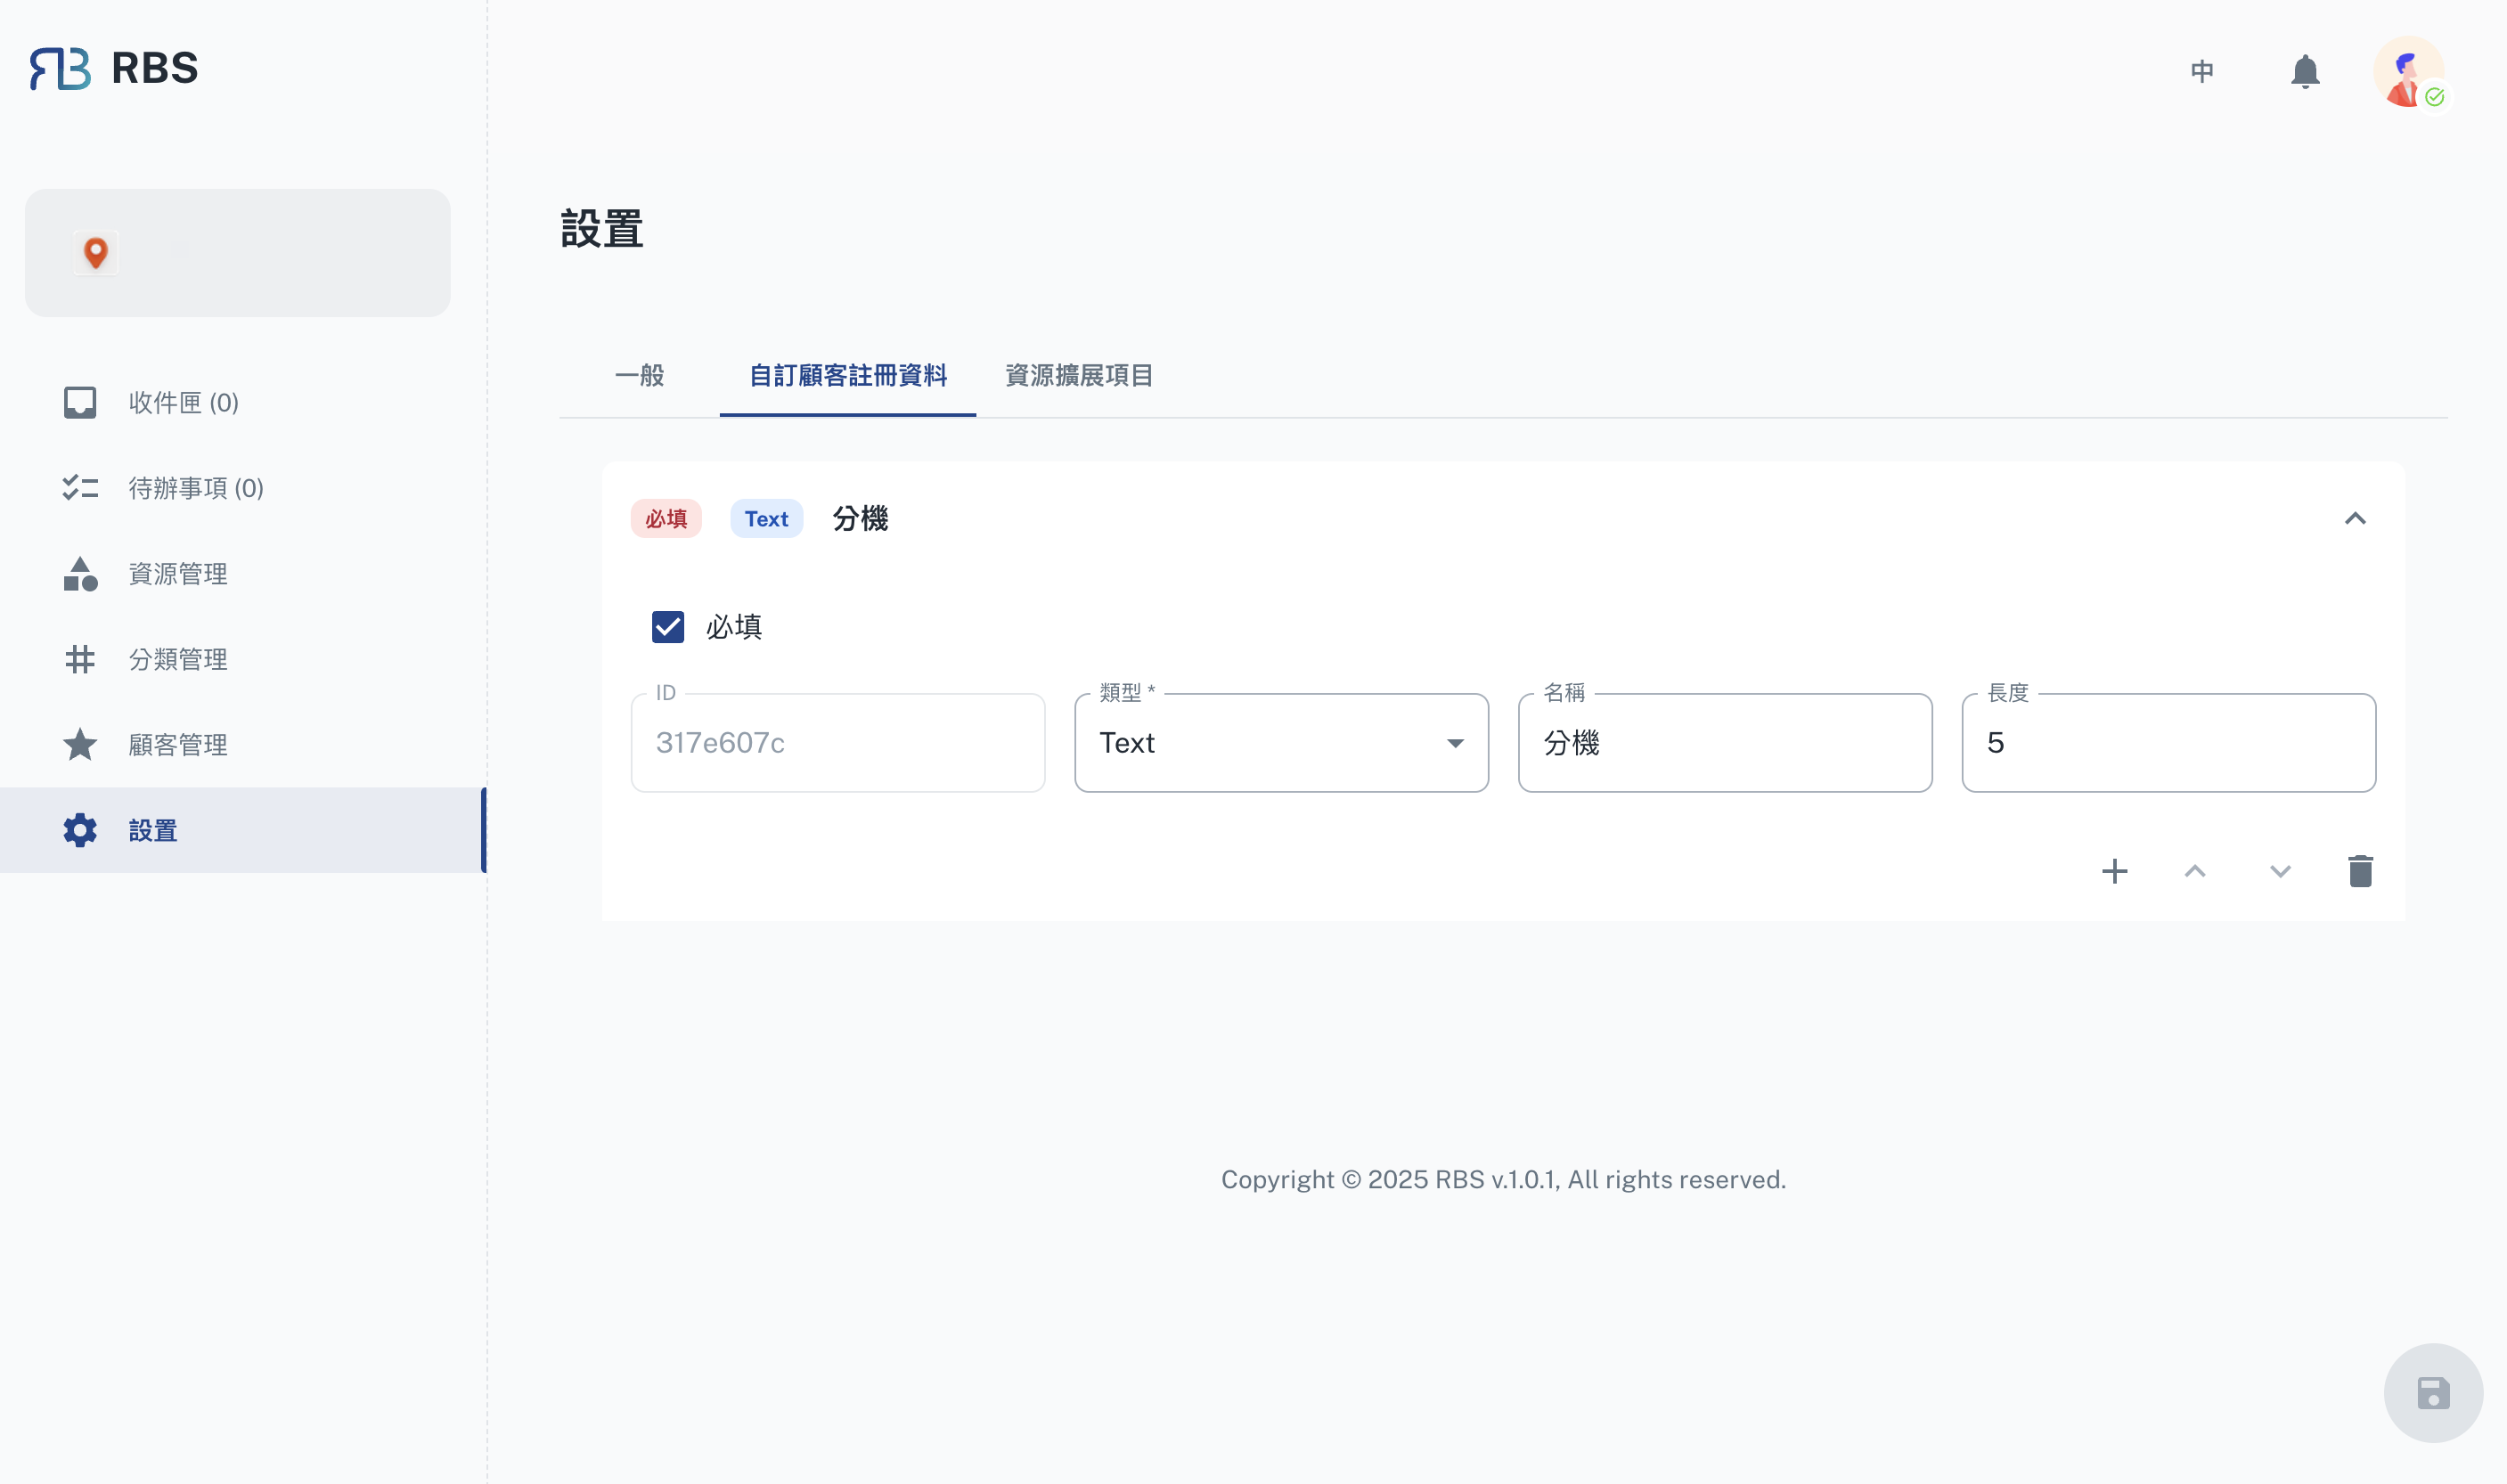 RBS
中
收件匣 (0)
待辦事項 (0)
資源管理
分類管理
顧客管理
設置
設置
一般
自訂顧客註冊資料
資源擴展項目
必填
Text
分機
必填
ID
317e607c
類型 *
Text
名稱
分機
長度
5
Copyright © 2025 RBS v.1.0.1, All rights reserved.